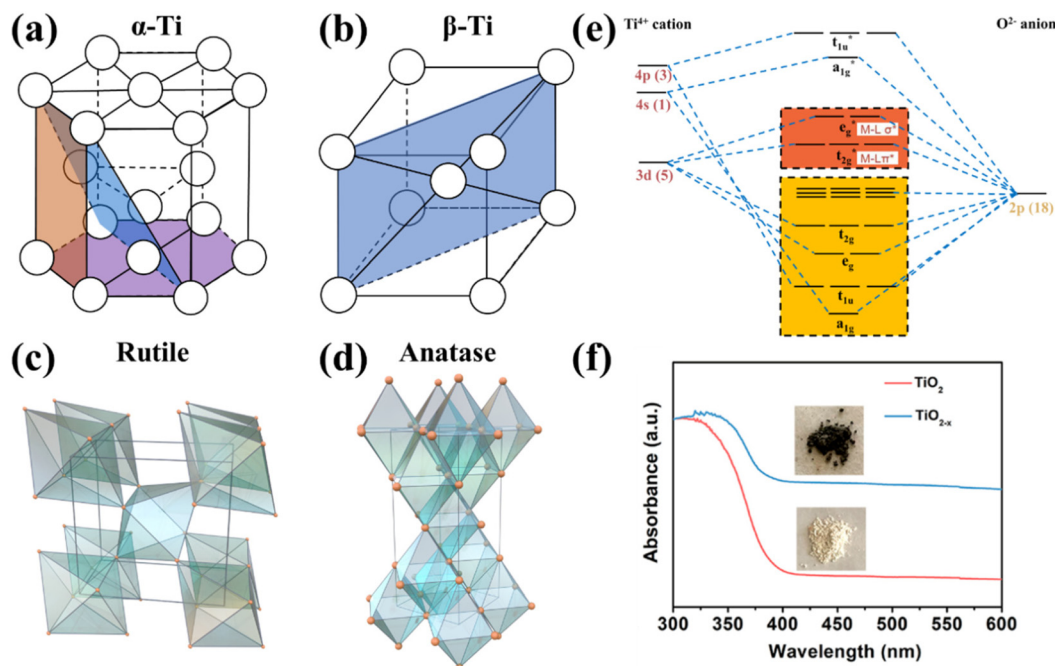 (a)
α-Ti
(b)
β-Ti
(e)
Ti⁴⁺ cation
O²⁻ anion
t₁ᵤ*
4p (3)
a₁g*
4s (1)
eg*
M-L σ*
t₂g*
M-Lπ*
3d (5)
2p (18)
t₂g
eg
t₁ᵤ
a₁g
(c)
Rutile
(d)
Anatase
(f)
TiO₂
TiO₂₋ₓ
Absorbance (a.u.)
300 350 400 450 500 550 600
Wavelength (nm)